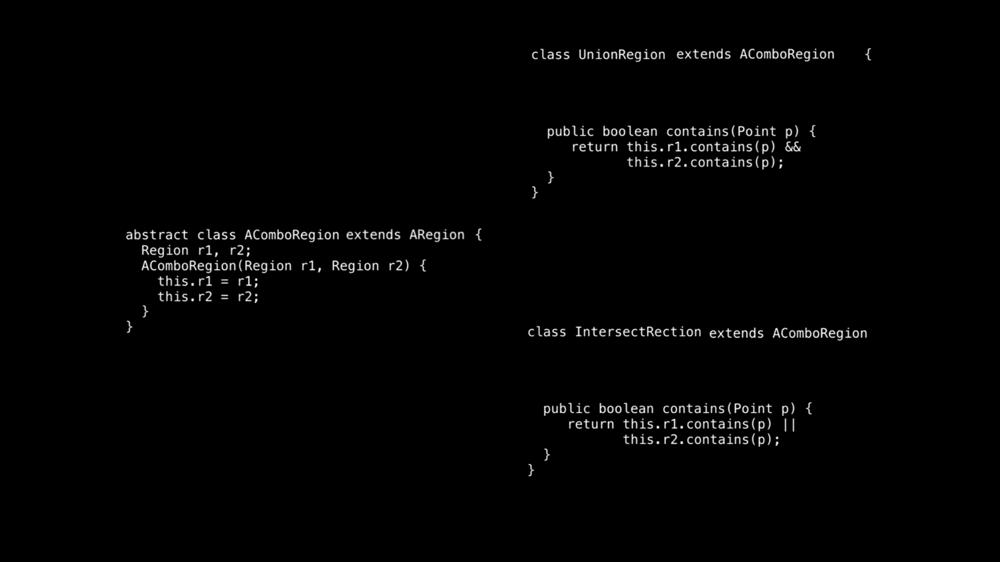 abstract class AComboRegion extends ARegion {
  Region r1, r2;
  AComboRegion(Region r1, Region r2) {
    this.r1 = r1;
    this.r2 = r2;
  }
}
class UnionRegion extends AComboRegion {
  public boolean contains(Point p) {
     return this.r1.contains(p) &&
            this.r2.contains(p);
  }
}
class IntersectRection extends AComboRegion
  public boolean contains(Point p) {
     return this.r1.contains(p) ||
            this.r2.contains(p);
  }
}